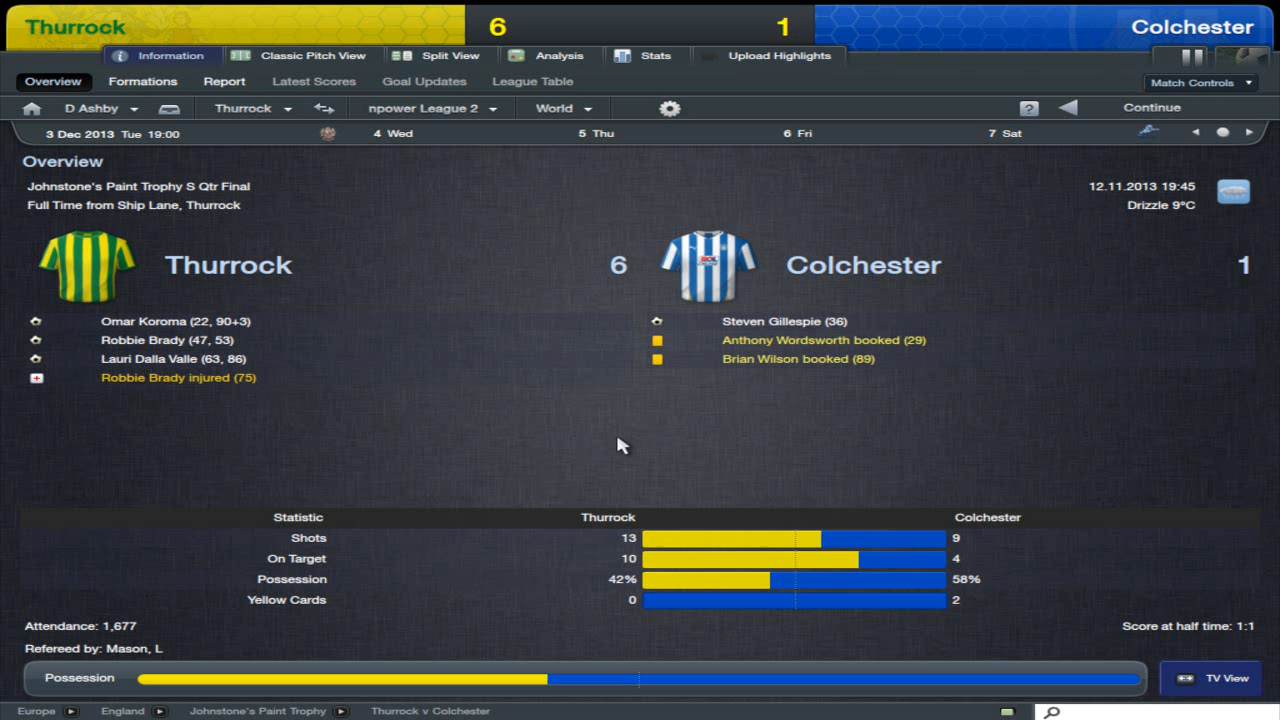 Thurrock 6 1 Colchester
Information Classic Pitch View Split View Analysis Stats Upload Highlights
Overview Formations Report Latest Scores Goal Updates League Table Match Controls
D Ashby Thurrock npower League 2 World ? Continue
3 Dec 2013 Tue 19:00 4 Wed 5 Thu 6 Fri 7 Sat
Overview
Johnstone's Paint Trophy S Qtr Final 12.11.2013 19:45
Full Time from Ship Lane, Thurrock Drizzle 9°C
Thurrock 6 Colchester 1
Omar Koroma (22, 90+3) Steven Gillespie (36)
Robbie Brady (47, 53) Anthony Wordsworth booked (29)
Lauri Dalla Valle (63, 86) Brian Wilson booked (89)
Robbie Brady injured (75)
Statistic Thurrock Colchester
Shots 13 9
On Target 10 4
Possession 42% 58%
Yellow Cards 0 2
Attendance: 1,677 Score at half time: 1:1
Refereed by: Mason, L
Possession TV View
Europe England Johnstone's Paint Trophy Thurrock v Colchester